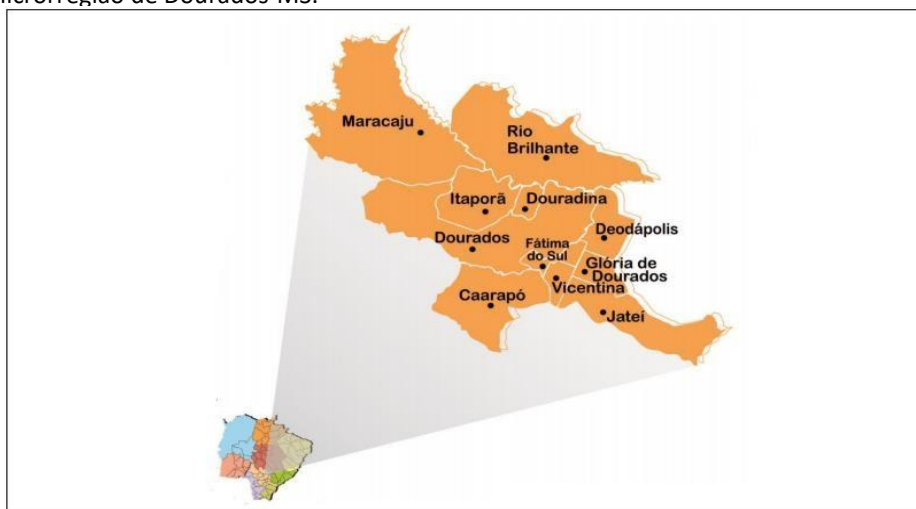 Maracaju
Rio
Brilhante
Itaporã
Douradina
Deodápolis
Dourados
Fátima
do Sul
Glória de
Dourados
Vicentina
Caarapó
Jateí